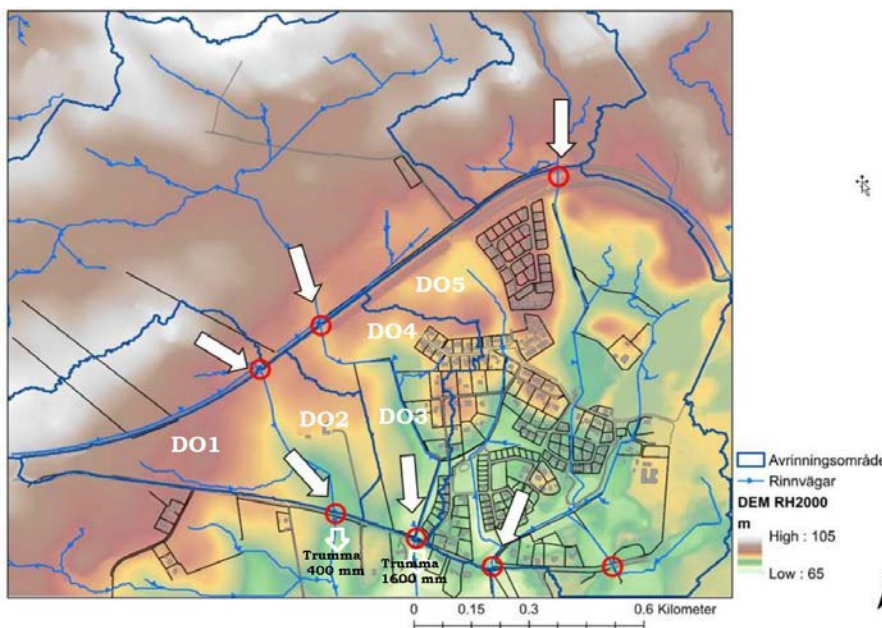 DO5
DO4
DO3
DO2
DO1
Trumma
400 mm
Trumma
1600 mm
Avrinningsområde
Rinnvägar
DEM RH2000
m
High : 105
Low : 65
0 0.15 0.3 0.6 Kilometer